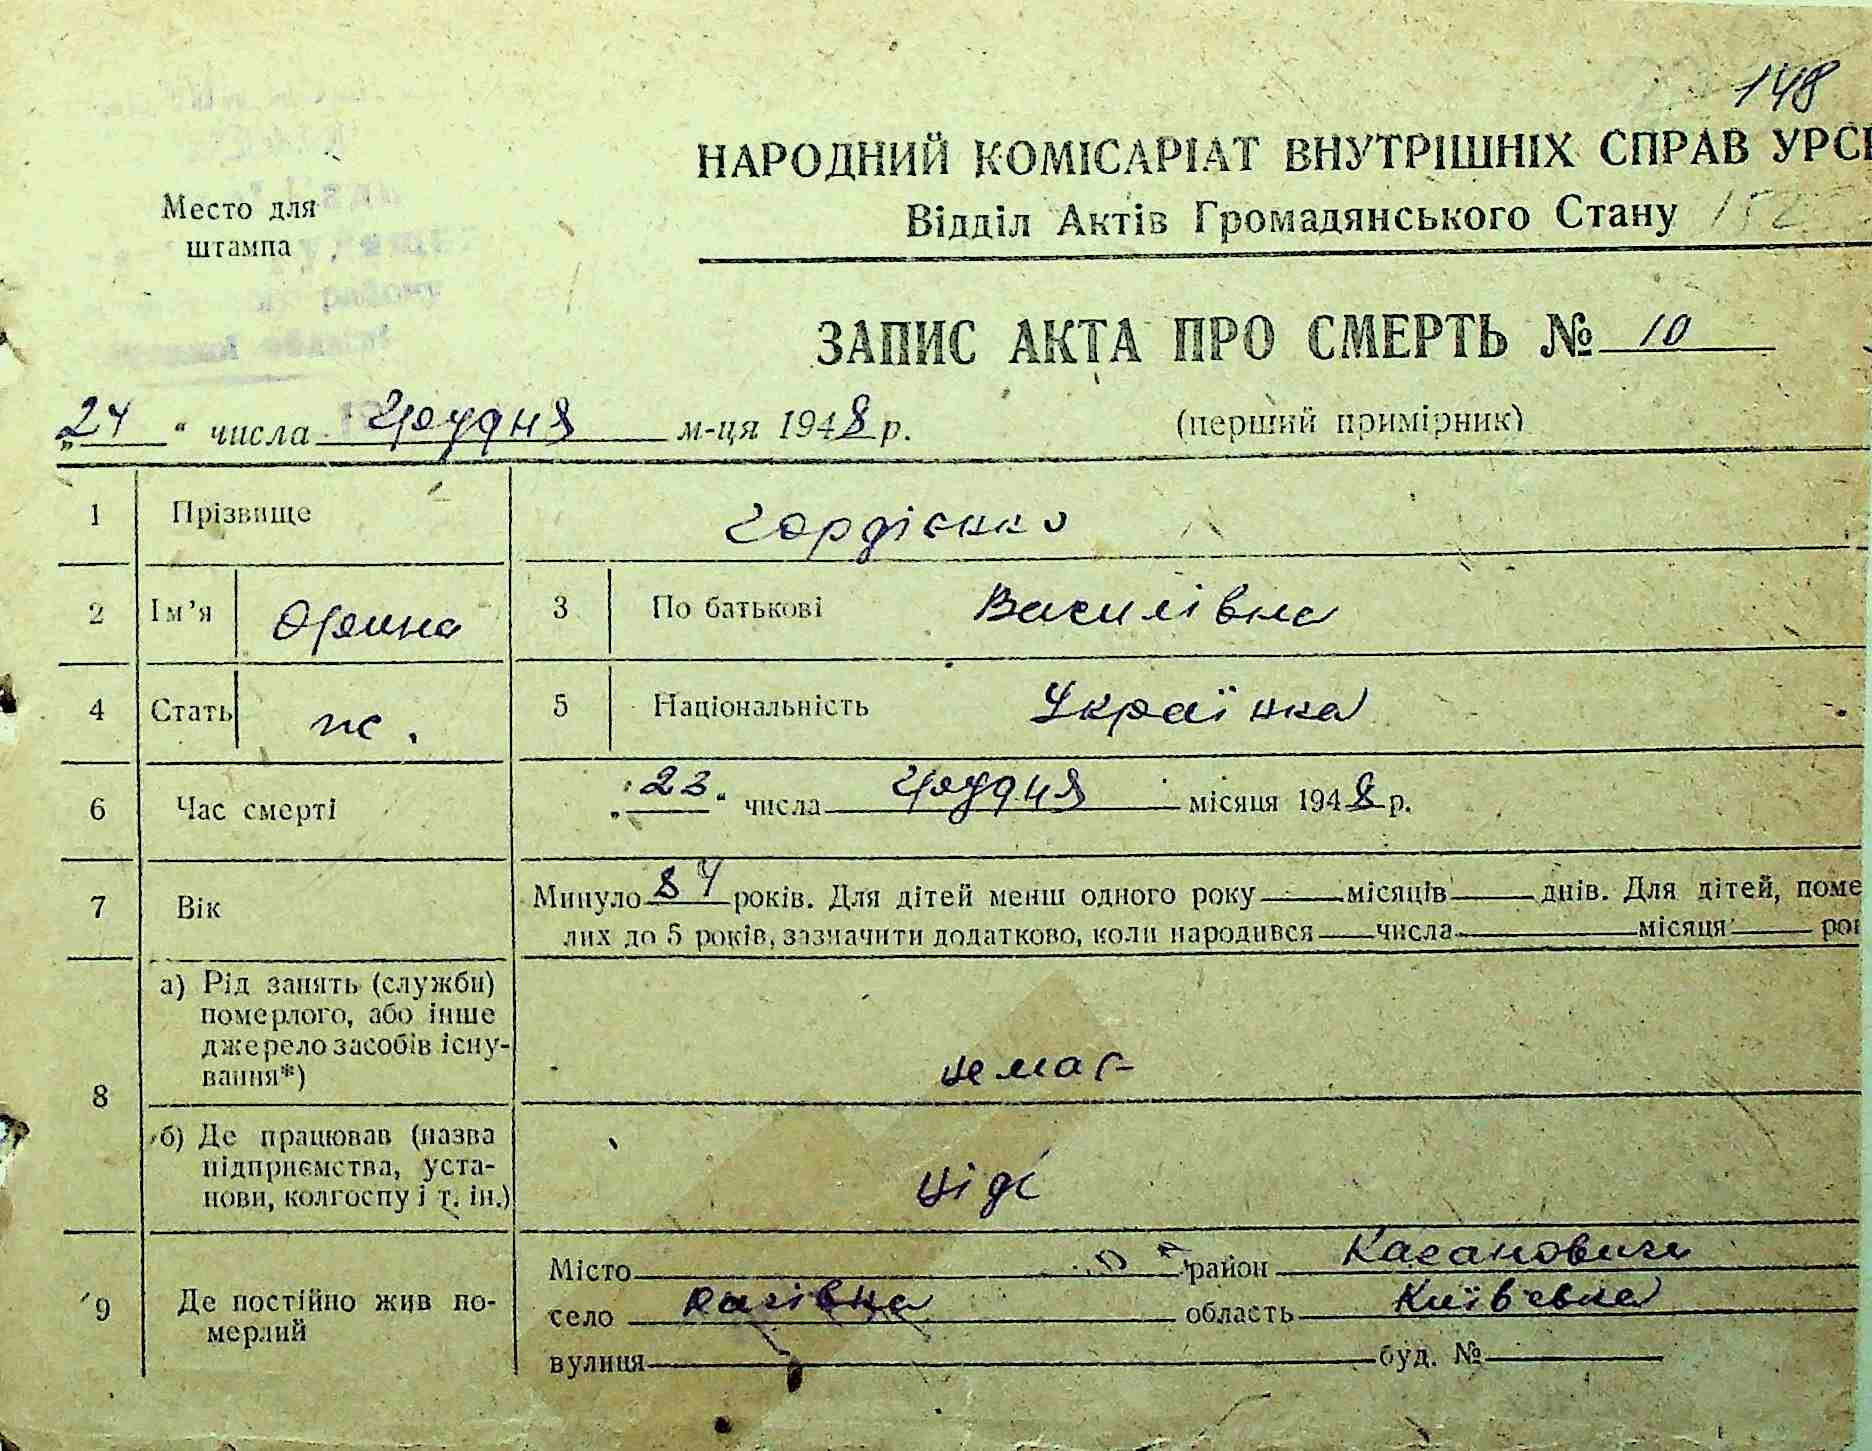 148
НАРОДНИЙ КОМІСАРІАТ ВНУТРІШНІХ СПРАВ УРСР
Відділ Актів Громадянського Стану 152
Место для
штампа
району
ЗАПИС АКТА ПРО СМЕРТЬ № 10
„24“ числа грудня м-ця 1948 р. (перший примірник)
1 Прізвище Гордієнко
2 Ім'я Орина 3 По батькові Василівна
4 Стать ж. 5 Національність Українка
6 Час смерті „23“ числа грудня місяця 1948 р.
7 Вік Минуло 84 років. Для дітей менш одного року місяців днів. Для дітей, поме
лих до 5 років, зазначити додатково, коли народився числа місяця ро
8 а) Рід занять (служби)
померлого, або інше
джерело засобів існу-
вання*) немає
б) Де працював (назва
підприємства, уста-
нови, колгоспу і т. ін.) ніде
9 Де постійно жив по-
мерлий
Місто район Кагановичи
село область Київська
вулиця буд. №